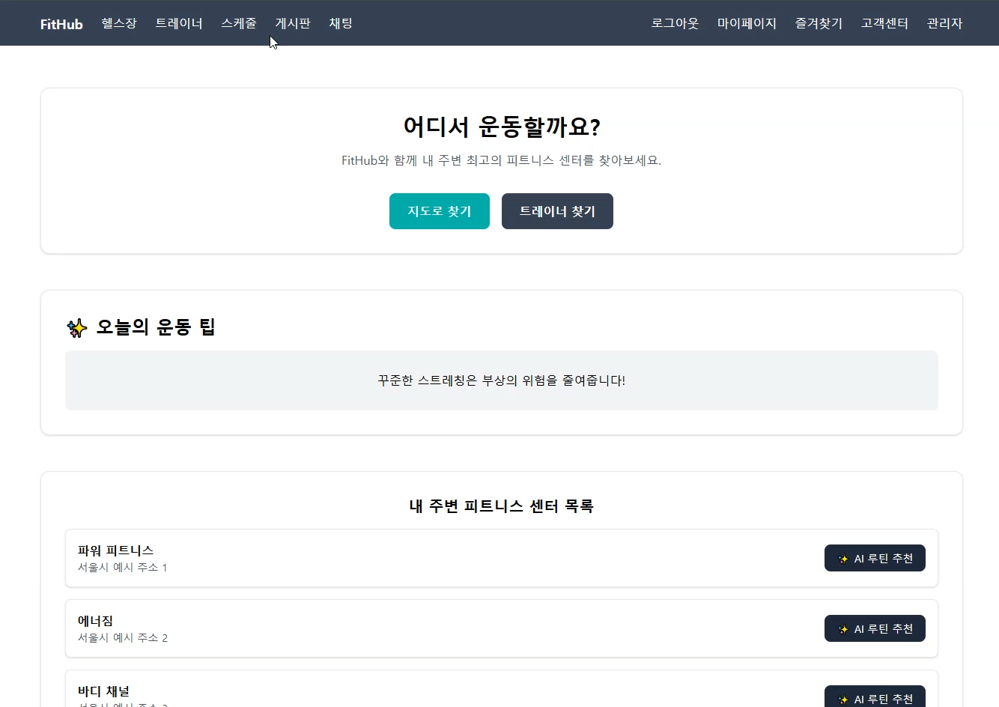 FitHub 헬스장 트레이너 스케줄 게시판 채팅 로그아웃 마이페이지 즐겨찾기 고객센터 관리자
어디서 운동할까요?
FitHub와 함께 내 주변 최고의 피트니스 센터를 찾아보세요.
지도로 찾기 트레이너 찾기
✨ 오늘의 운동 팁
꾸준한 스트레칭은 부상의 위험을 줄여줍니다!
내 주변 피트니스 센터 목록
파워 피트니스
서울시 예시 주소 1
✨ AI 루틴 추천
에너짐
서울시 예시 주소 2
✨ AI 루틴 추천
바디 채널
✨ AI 루틴 추천